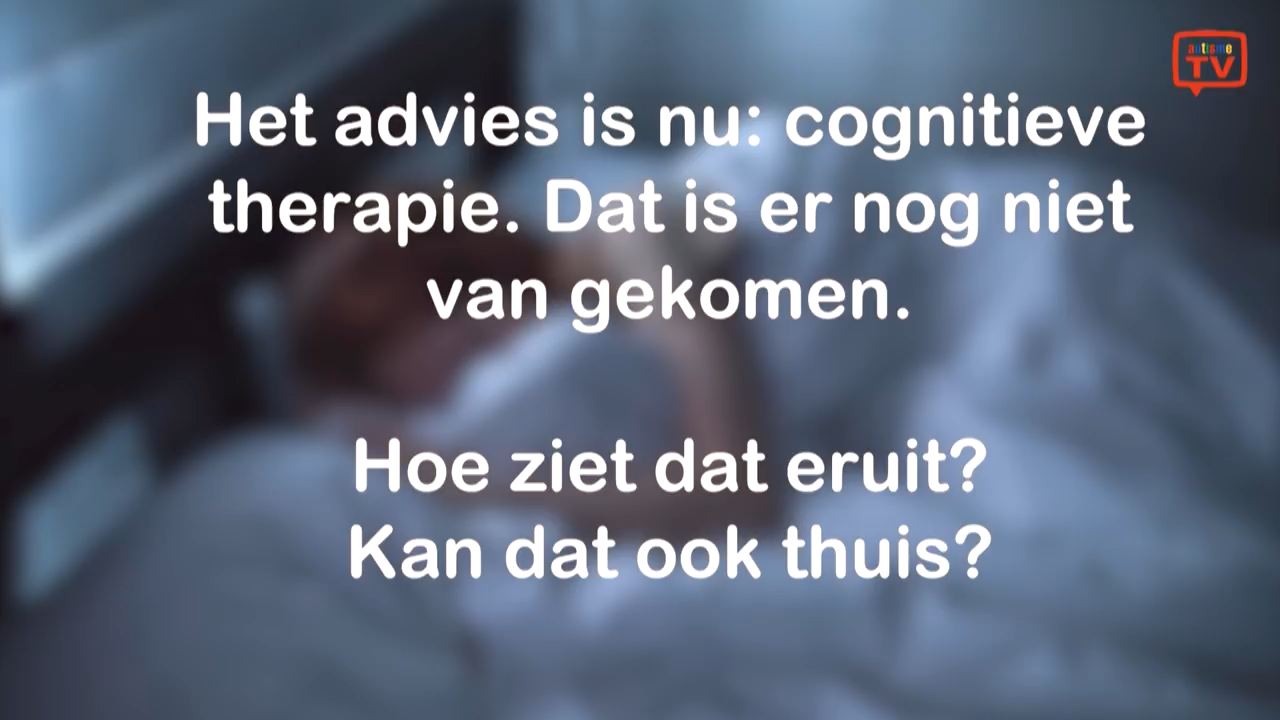 autisme
TV
Het advies is nu: cognitieve
therapie. Dat is er nog niet
van gekomen.
Hoe ziet dat eruit?
Kan dat ook thuis?